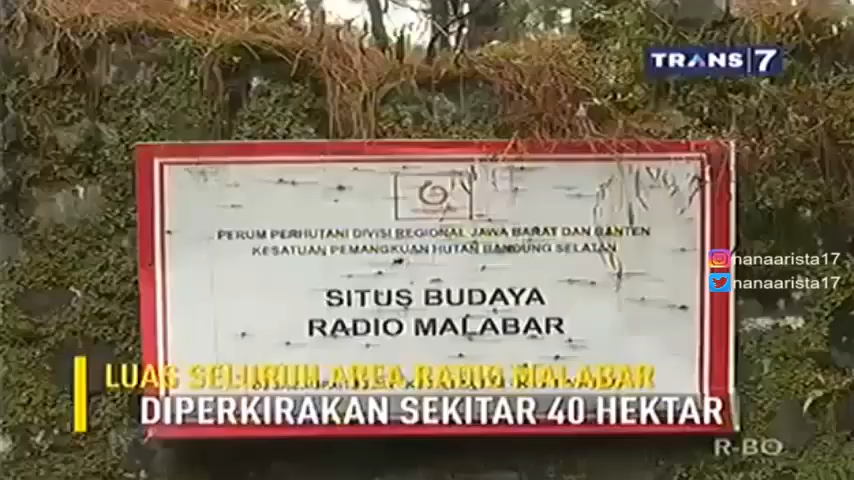 TRANS|7
PERUM PERHUTANI DIVISI REGIONAL JAWA BARAT DAN BANTEN
KESATUAN PEMANGKUAN HUTAN BANDUNG SELATAN
SITUS BUDAYA
RADIO MALABAR
nanaarista17
nanaarista17
LUAS SELURUH AREA RADIO MALABAR
DIPERKIRAKAN SEKITAR 40 HEKTAR
R-BO